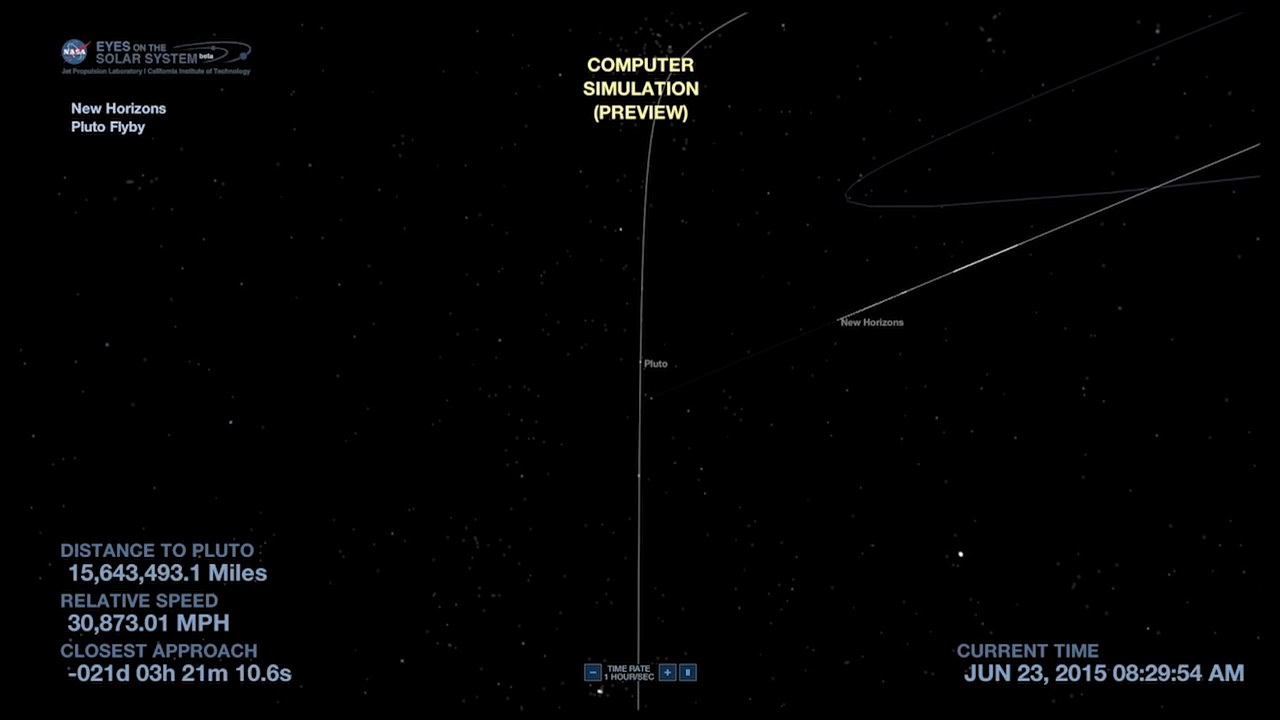 NASA
EYES ON THE
SOLAR SYSTEM beta
Jet Propulsion Laboratory | California Institute of Technology
New Horizons
Pluto Flyby
COMPUTER
SIMULATION
(PREVIEW)
New Horizons
Pluto
DISTANCE TO PLUTO
15,643,493.1 Miles
RELATIVE SPEED
30,873.01 MPH
CLOSEST APPROACH
-021d 03h 21m 10.6s
TIME RATE
1 HOUR/SEC
CURRENT TIME
JUN 23, 2015 08:29:54 AM